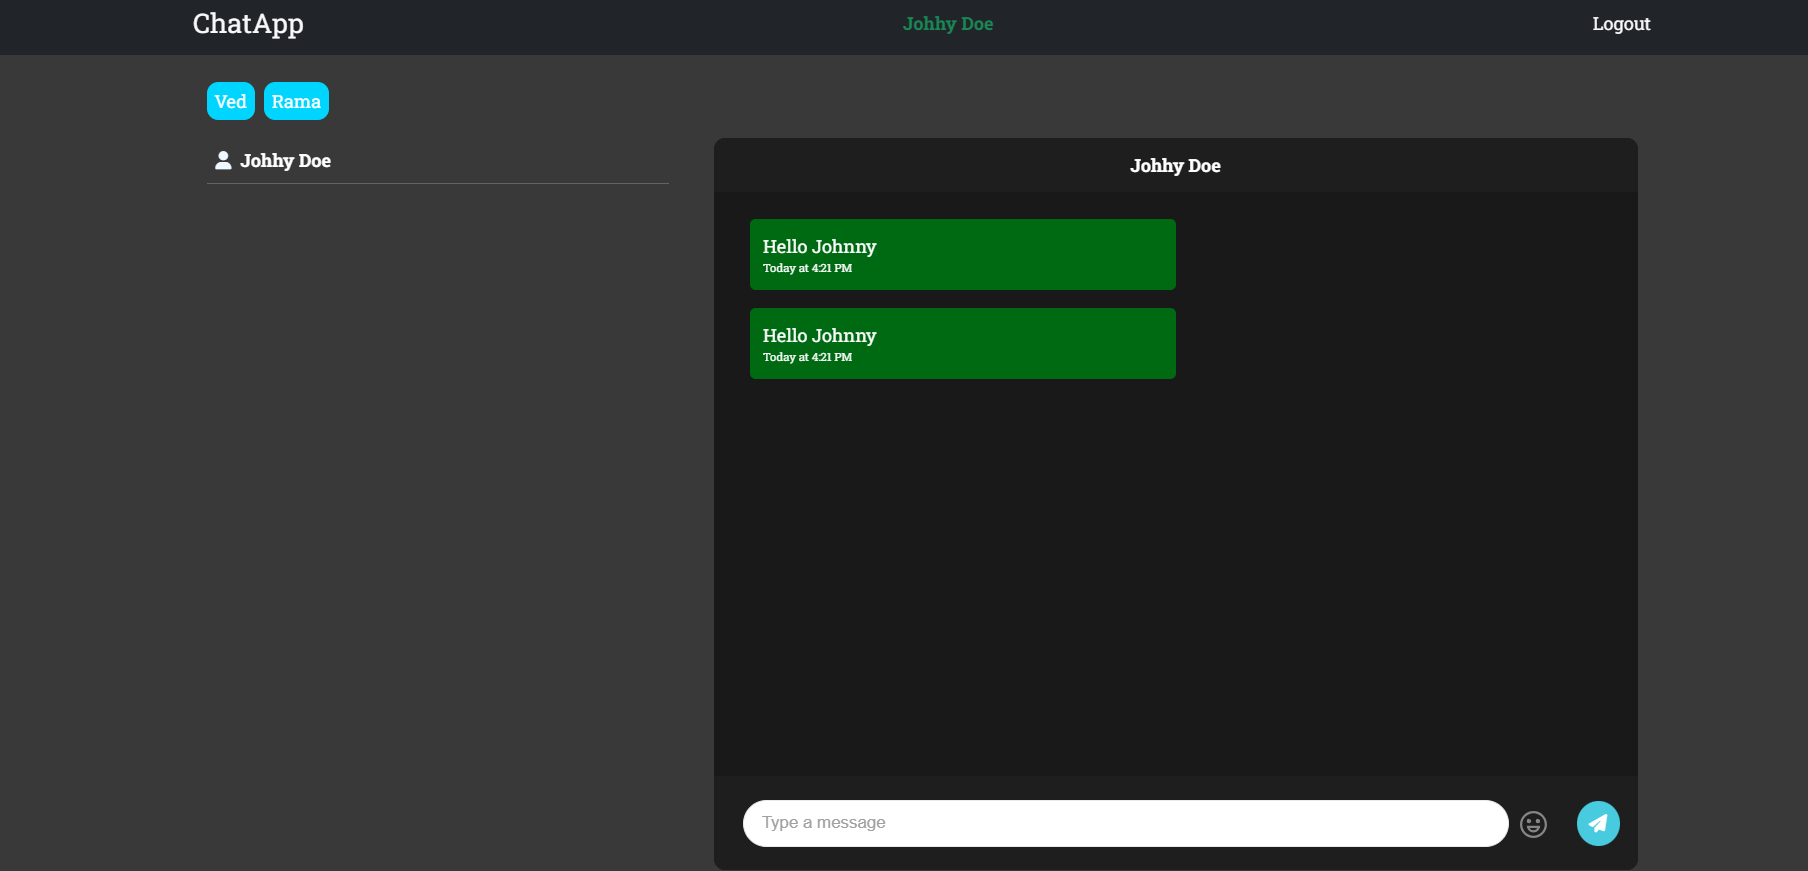 ChatApp
Johhy Doe
Logout
Ved
Rama
Johhy Doe
Johhy Doe
Hello Johnny
Today at 4:21 PM
Hello Johnny
Today at 4:21 PM
Type a message